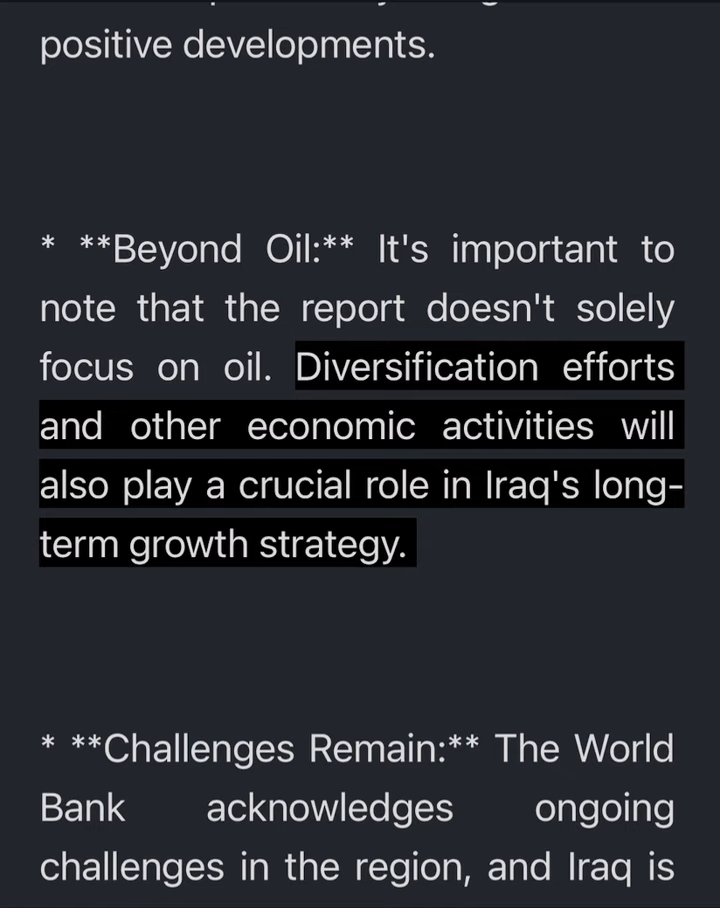 positive developments.
* **Beyond Oil:** It's important to
note that the report doesn't solely
focus on oil. Diversification efforts
and other economic activities will
also play a crucial role in Iraq's long-
term growth strategy.
* **Challenges Remain:** The World
Bank acknowledges ongoing
challenges in the region, and Iraq is